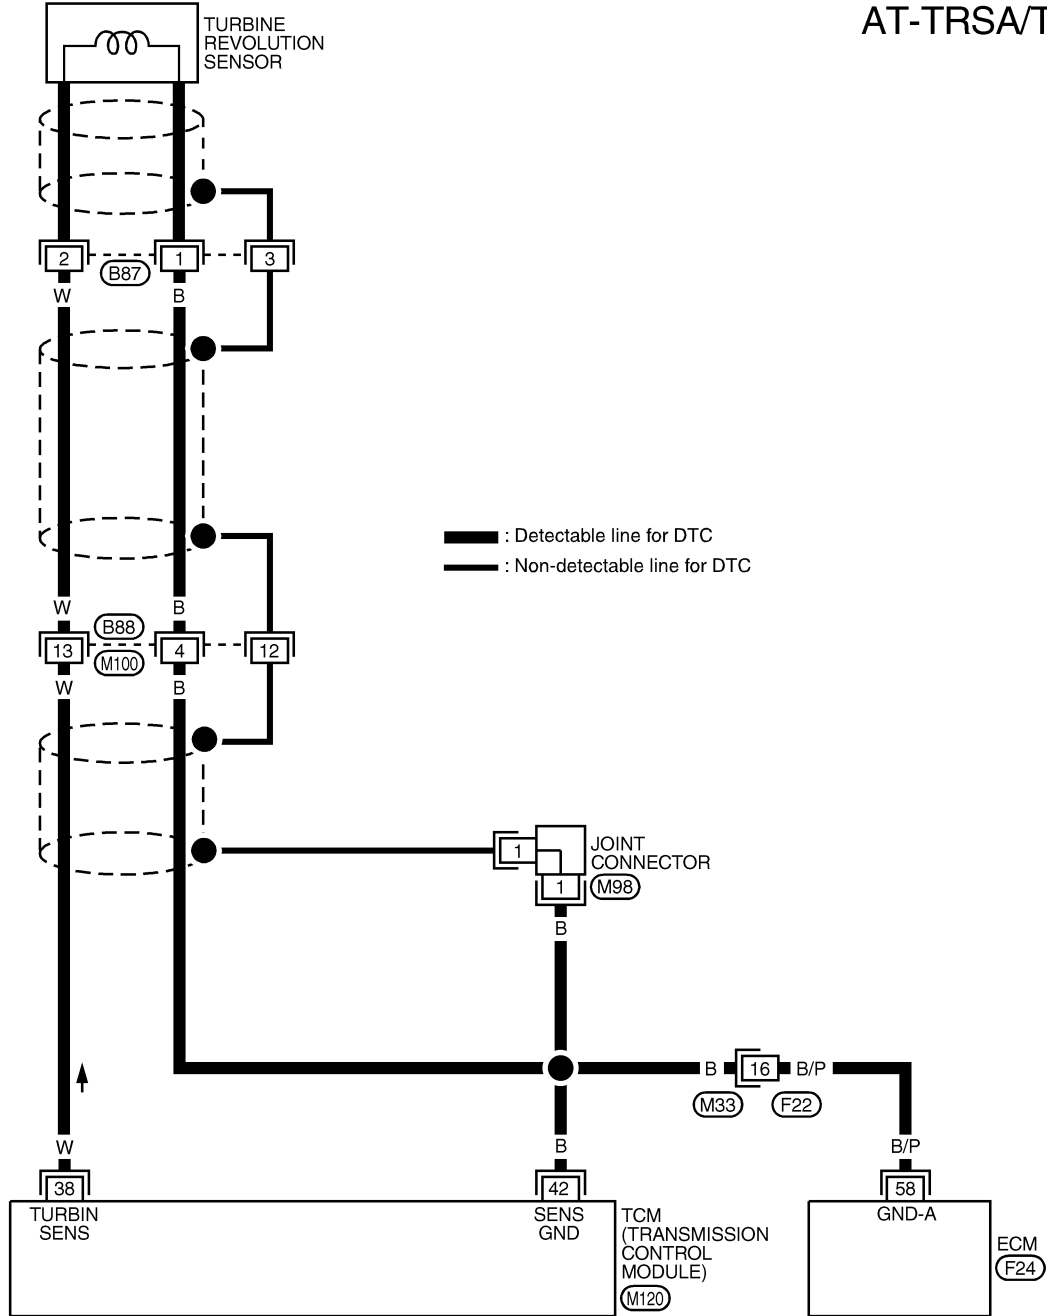 AT-TRSA/T
TURBINE
REVOLUTION
SENSOR
2
1
3
B87
W
B
: Detectable line for DTC
: Non-detectable line for DTC
W
B
B88
13
4
12
M100
W
B
1
JOINT
CONNECTOR
1
M98
B
B
16
B/P
M33
F22
W
B
B/P
38
42
58
TURBIN
SENS
SENS
GND
GND-A
TCM
(TRANSMISSION
CONTROL
MODULE)
M120
ECM
F24